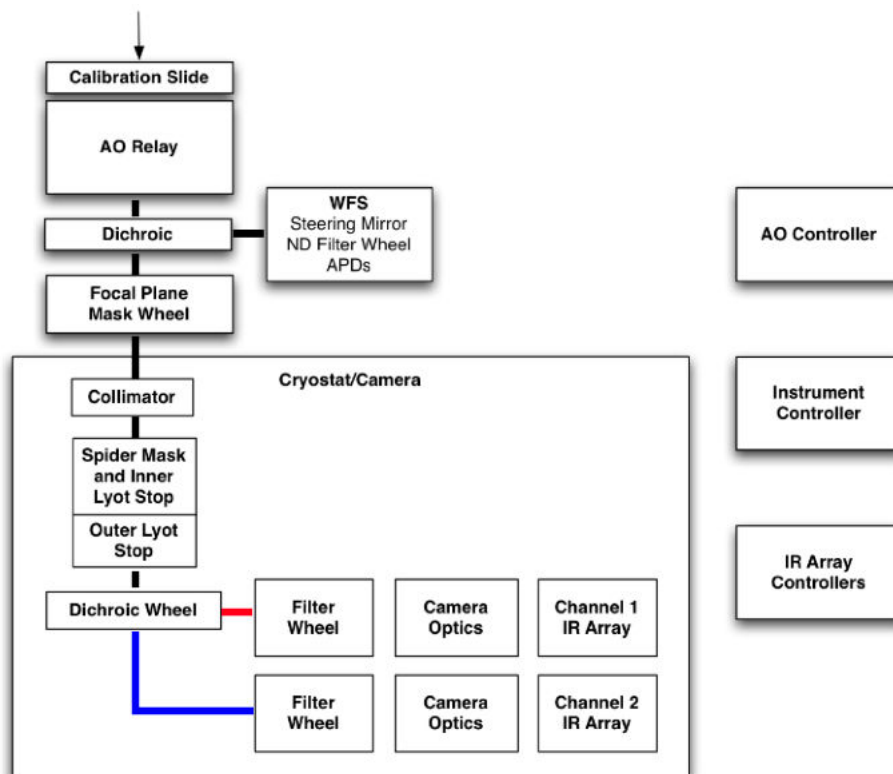 Calibration Slide
AO Relay
Dichroic
WFS
Steering Mirror
ND Filter Wheel
APDs
AO Controller
Focal Plane
Mask Wheel
Cryostat/Camera
Collimator
Instrument
Controller
Spider Mask
and Inner
Lyot Stop
Outer Lyot
Stop
IR Array
Controllers
Dichroic Wheel
Filter
Wheel
Camera
Optics
Channel 1
IR Array
Filter
Wheel
Camera
Optics
Channel 2
IR Array